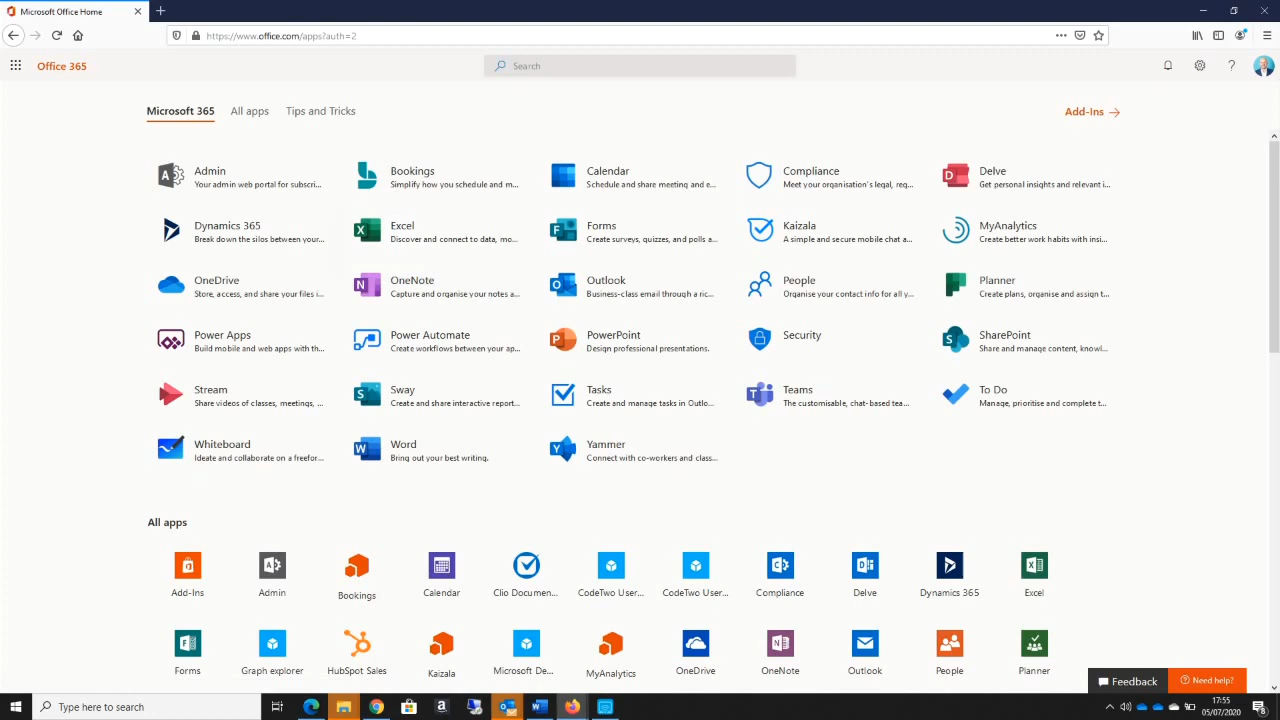 Microsoft Office Home
https://www.office.com/apps?auth=2
Office 365
Search
Microsoft 365
All apps
Tips and Tricks
Add-Ins
Admin
Your admin web portal for subscri...
Bookings
Simplify how you schedule and m...
Calendar
Schedule and share meeting and e...
Compliance
Meet your organisation's legal, reg...
Delve
Get personal insights and relevant i...
Dynamics 365
Break down the silos between your...
Excel
Discover and connect to data, mo...
Forms
Create surveys, quizzes, and polls a...
Kaizala
A simple and secure mobile chat a...
MyAnalytics
Create better work habits with insi...
OneDrive
Store, access, and share your files i...
OneNote
Capture and organise your notes a...
Outlook
Business-class email through a ric...
People
Organise your contact info for all y...
Planner
Create plans, organise and assign t...
Power Apps
Build mobile and web apps with th...
Power Automate
Create workflows between your ap...
PowerPoint
Design professional presentations.
Security
SharePoint
Share and manage content, knowl...
Stream
Share videos of classes, meetings, ...
Sway
Create and share interactive report...
Tasks
Create and manage tasks in Outlo...
Teams
The customisable, chat-based tea...
To Do
Manage, prioritise and complete t...
Whiteboard
Ideate and collaborate on a freefor...
Word
Bring out your best writing.
Yammer
Connect with co-workers and class...
All apps
Add-Ins
Admin
Bookings
Calendar
Clio Documen...
CodeTwo User...
CodeTwo User...
Compliance
Delve
Dynamics 365
Excel
Forms
Graph explorer
HubSpot Sales
Kaizala
Microsoft De...
MyAnalytics
OneDrive
OneNote
Outlook
People
Planner
Feedback
Need help?
Type here to search
17:55
05/07/2020
8